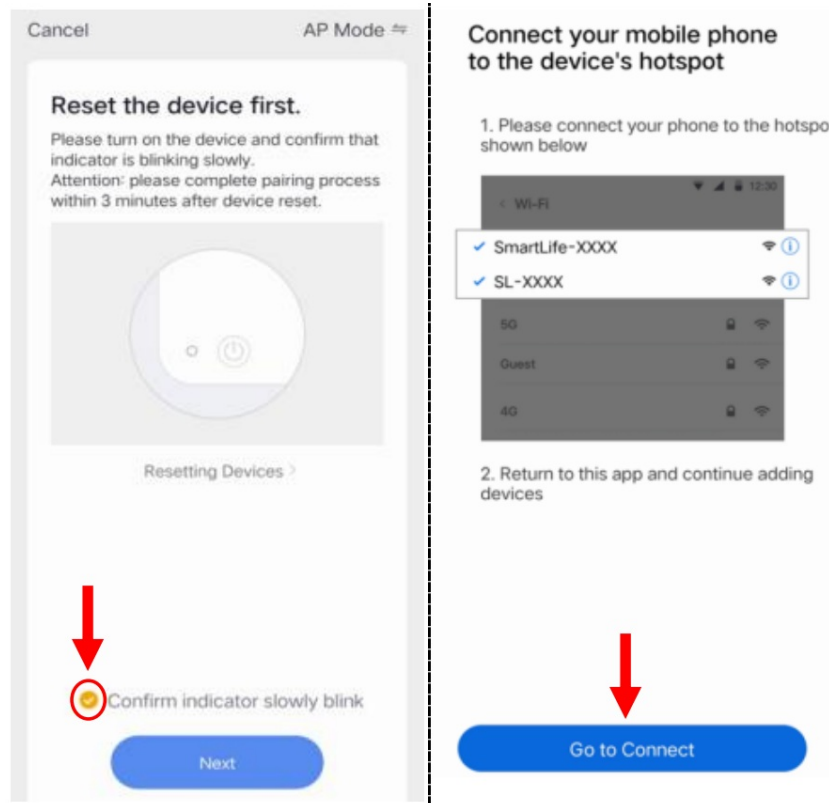 Cancel
AP Mode
Reset the device first.
Please turn on the device and confirm that
indicator is blinking slowly.
Attention: please complete pairing process
within 3 minutes after device reset.
Resetting Devices
Confirm indicator slowly blink
Next
Connect your mobile phone
to the device's hotspot
1. Please connect your phone to the hotspo
shown below
12:30
Wi-Fi
SmartLife-XXXX
SL-XXXX
5G
Guest
4G
2. Return to this app and continue adding
devices
Go to Connect